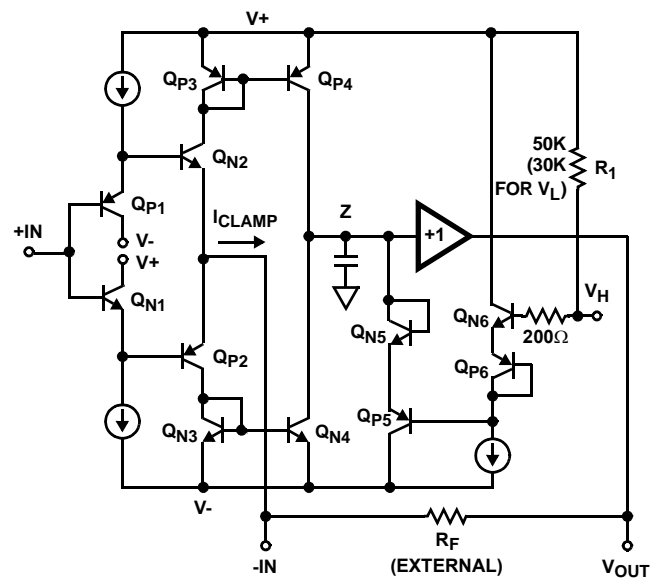 V+
QP3
QP4
QN2
50K
(30K
FOR VL)
R1
QP1
ICLAMP
Z
+1
+IN
V-
V+
QN1
VH
QN5
QN6
200Ω
QP2
QP6
QP5
QN3
QN4
V-
RF
-IN
(EXTERNAL)
VOUT